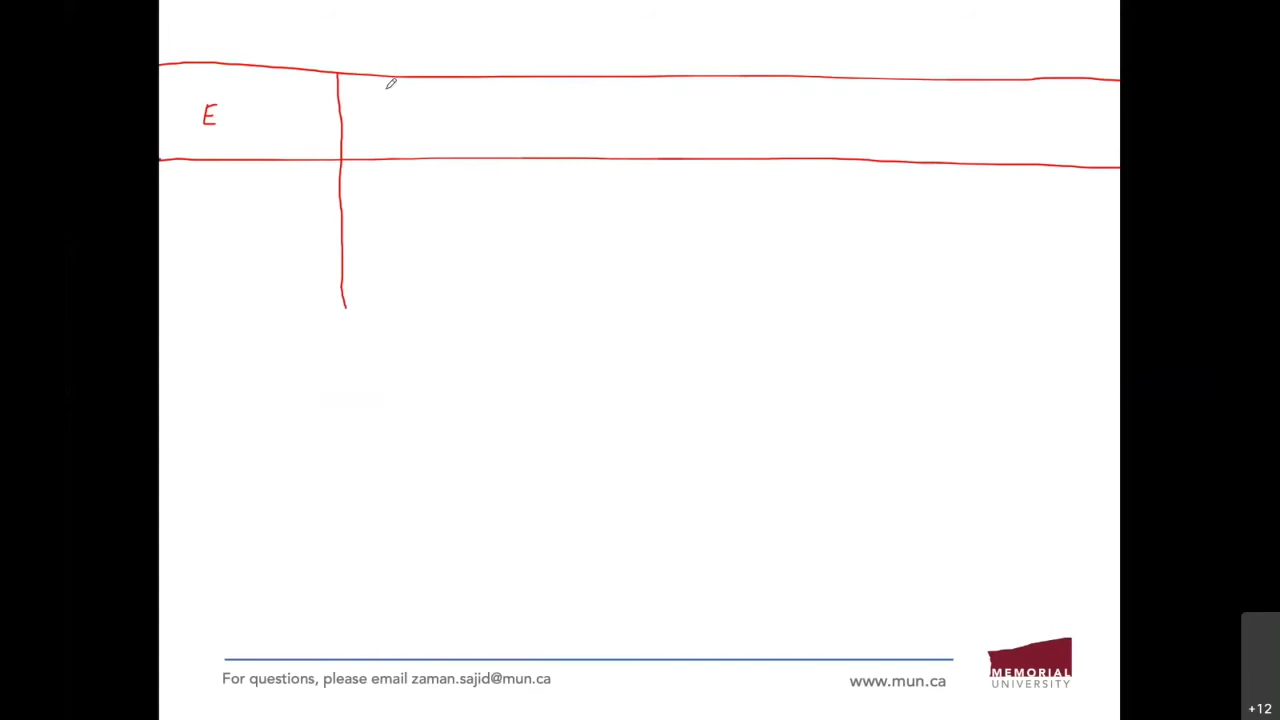 E
For questions, please email zaman.sajid@mun.ca
www.mun.ca
MEMORIAL
UNIVERSITY
+12